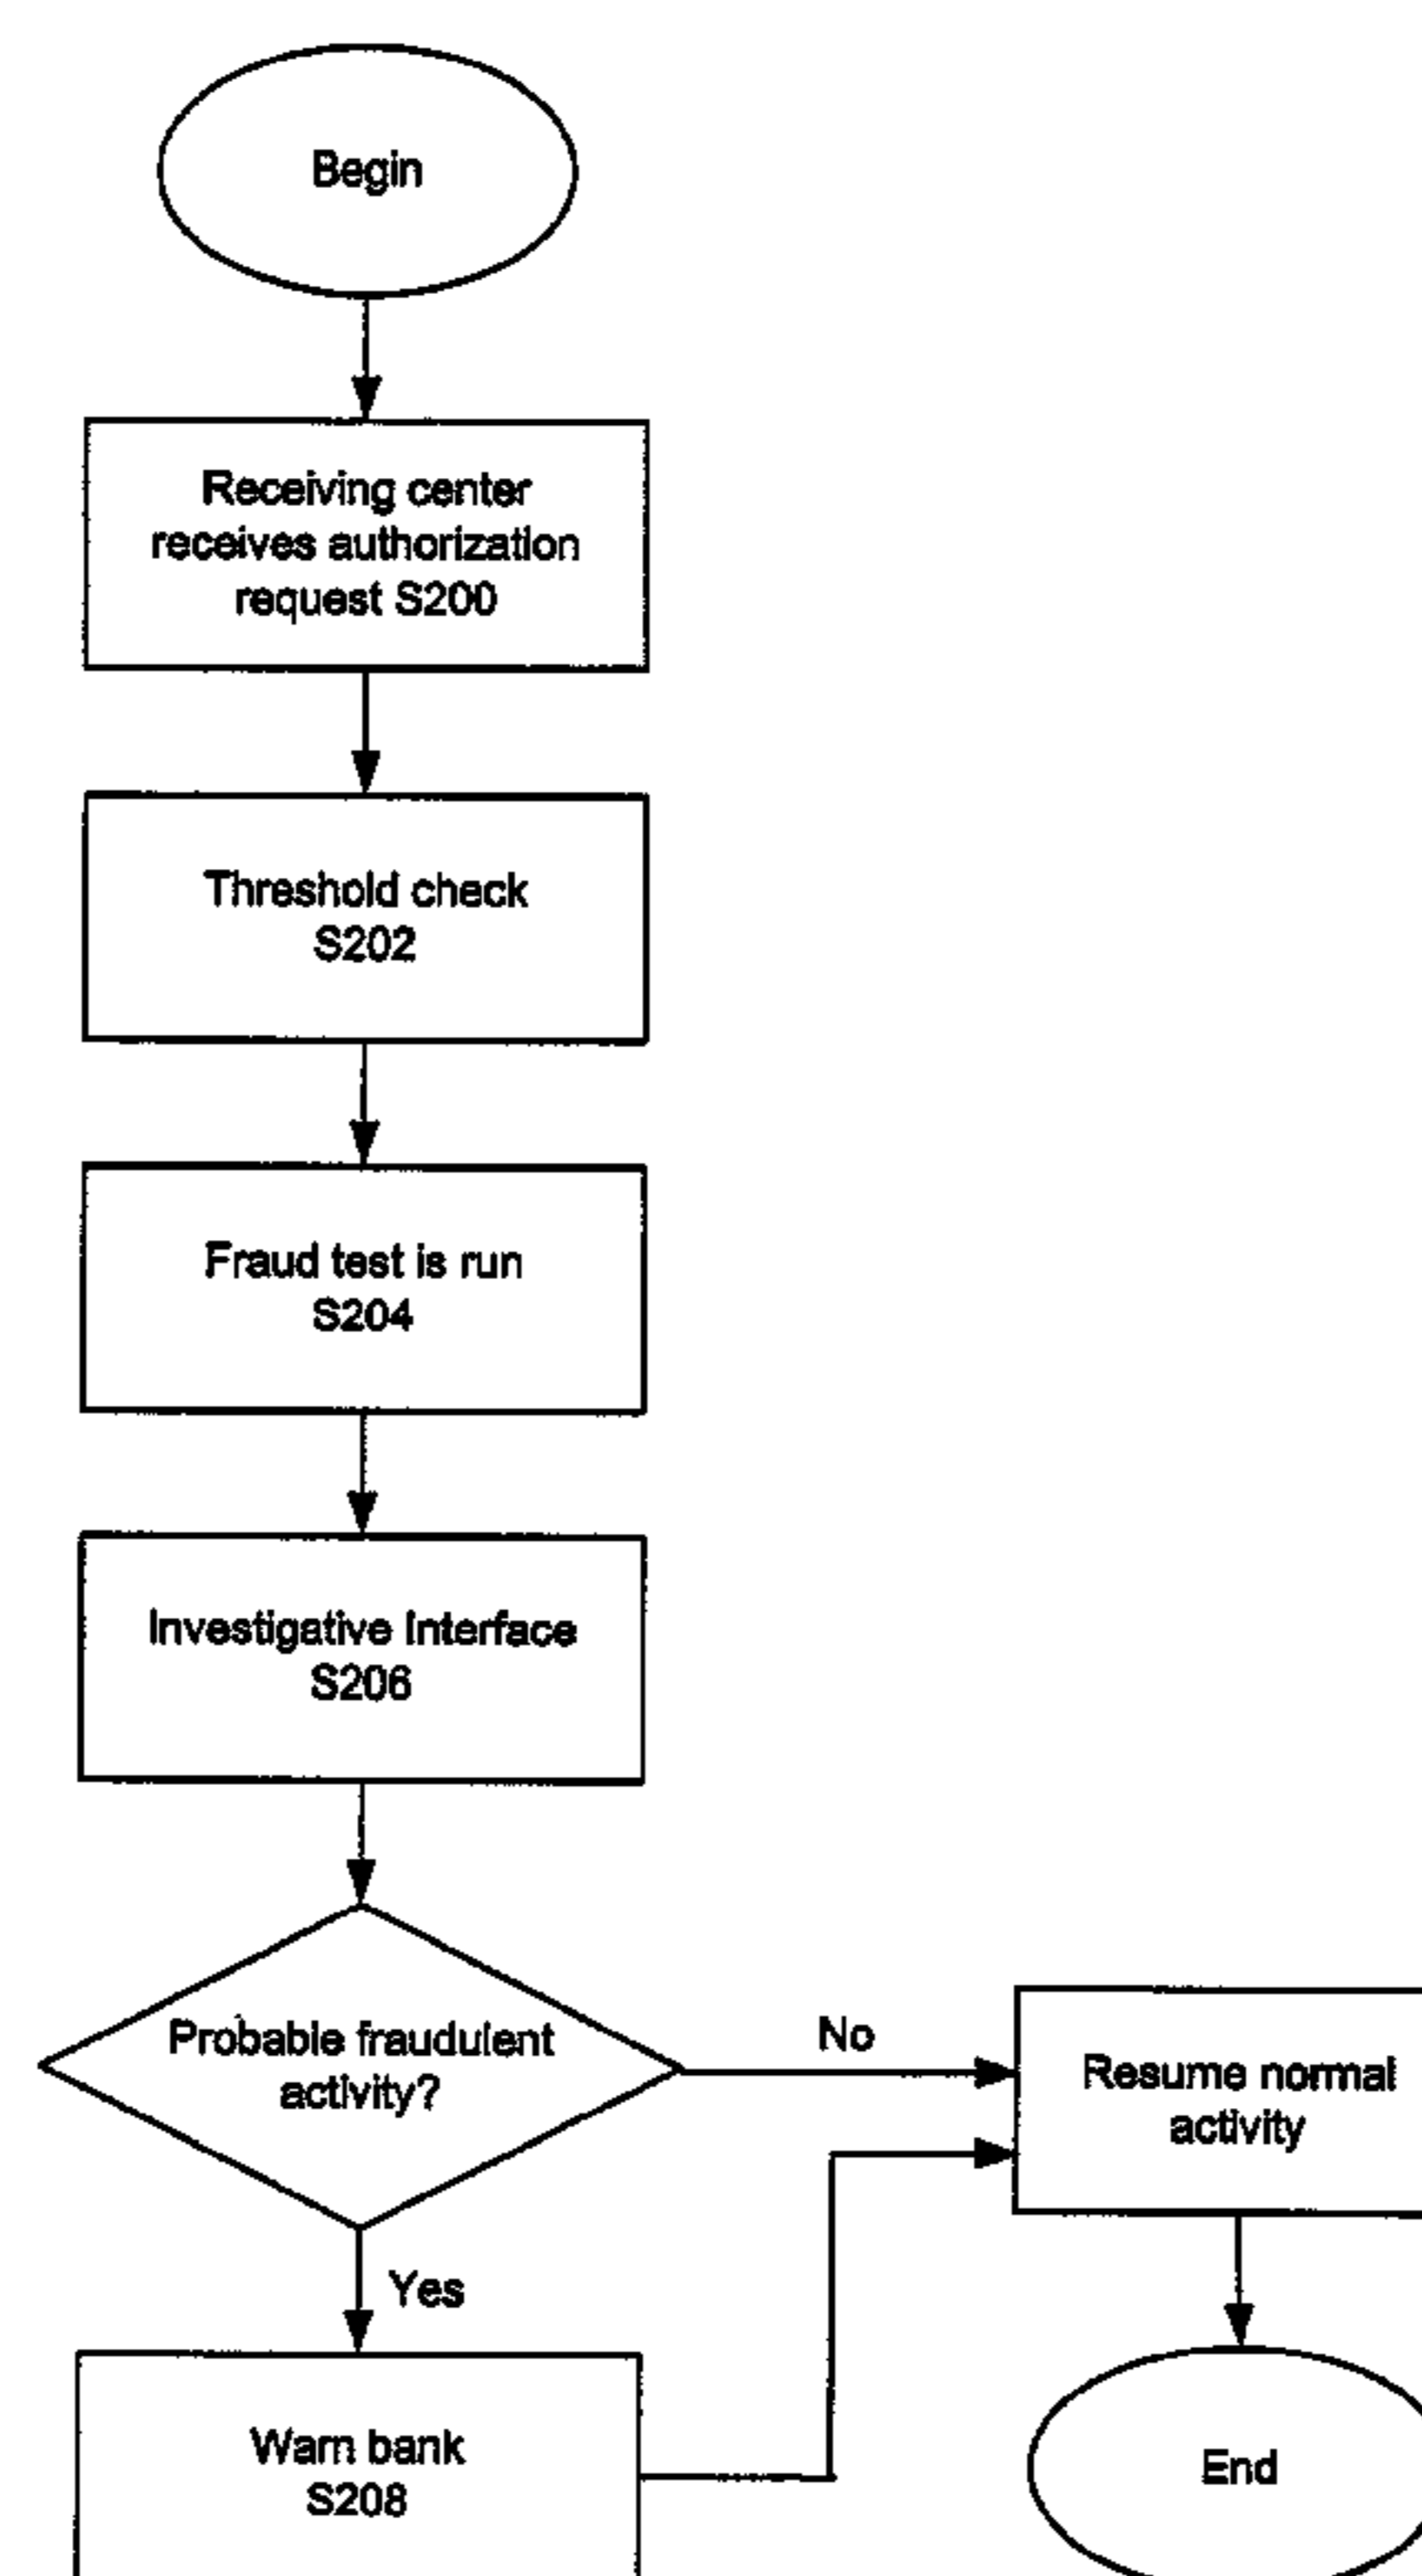 Begin
Receiving center
receives authorization
request S200
Threshold check
S202
Fraud test is run
S204
Investigative Interface
S206
Probable fraudulent
activity?
No
Resume normal
activity
Yes
Warn bank
S208
End